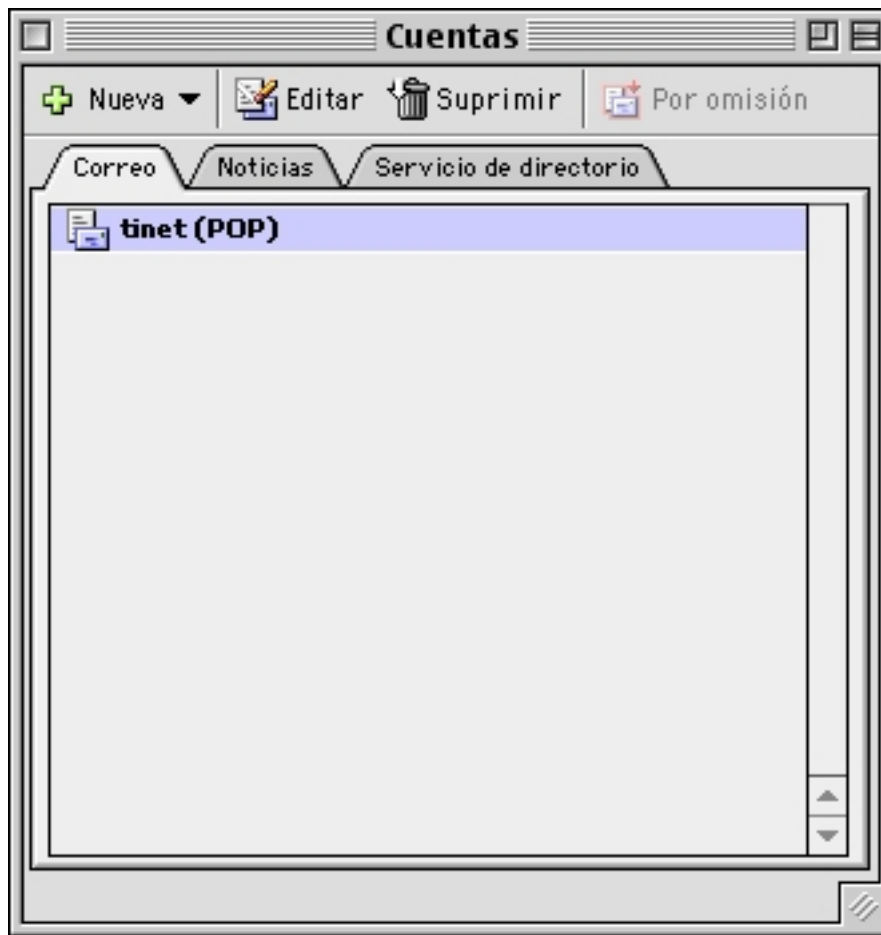 Cuentas
Nueva Editar Suprimir Por omisión
Correo Noticias Servicio de directorio
tinet (POP)